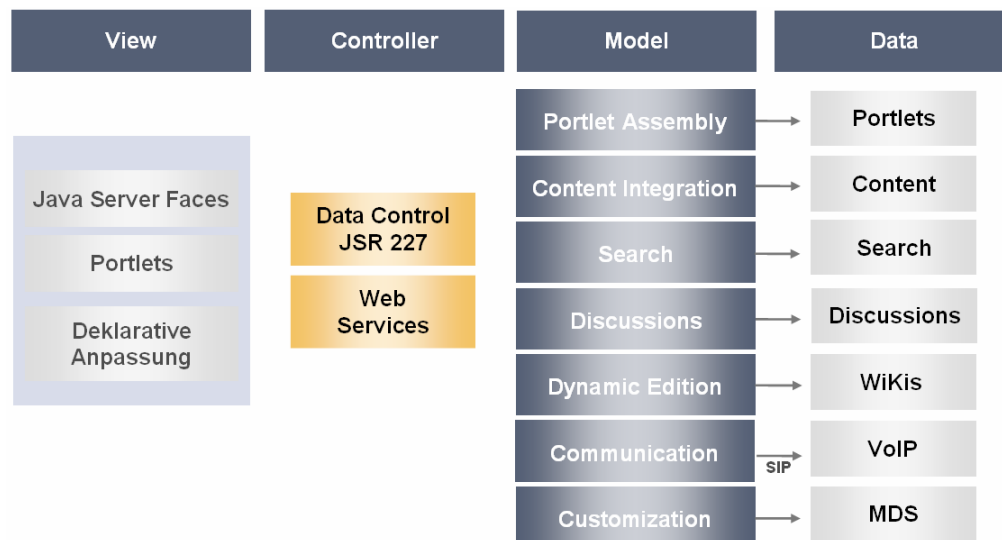 View
Controller
Model
Data
Java Server Faces
Portlets
Deklarative
Anpassung
Data Control
JSR 227
Web
Services
Portlet Assembly
Content Integration
Search
Discussions
Dynamic Edition
Communication
Customization
SIP
Portlets
Content
Search
Discussions
WiKis
VoIP
MDS